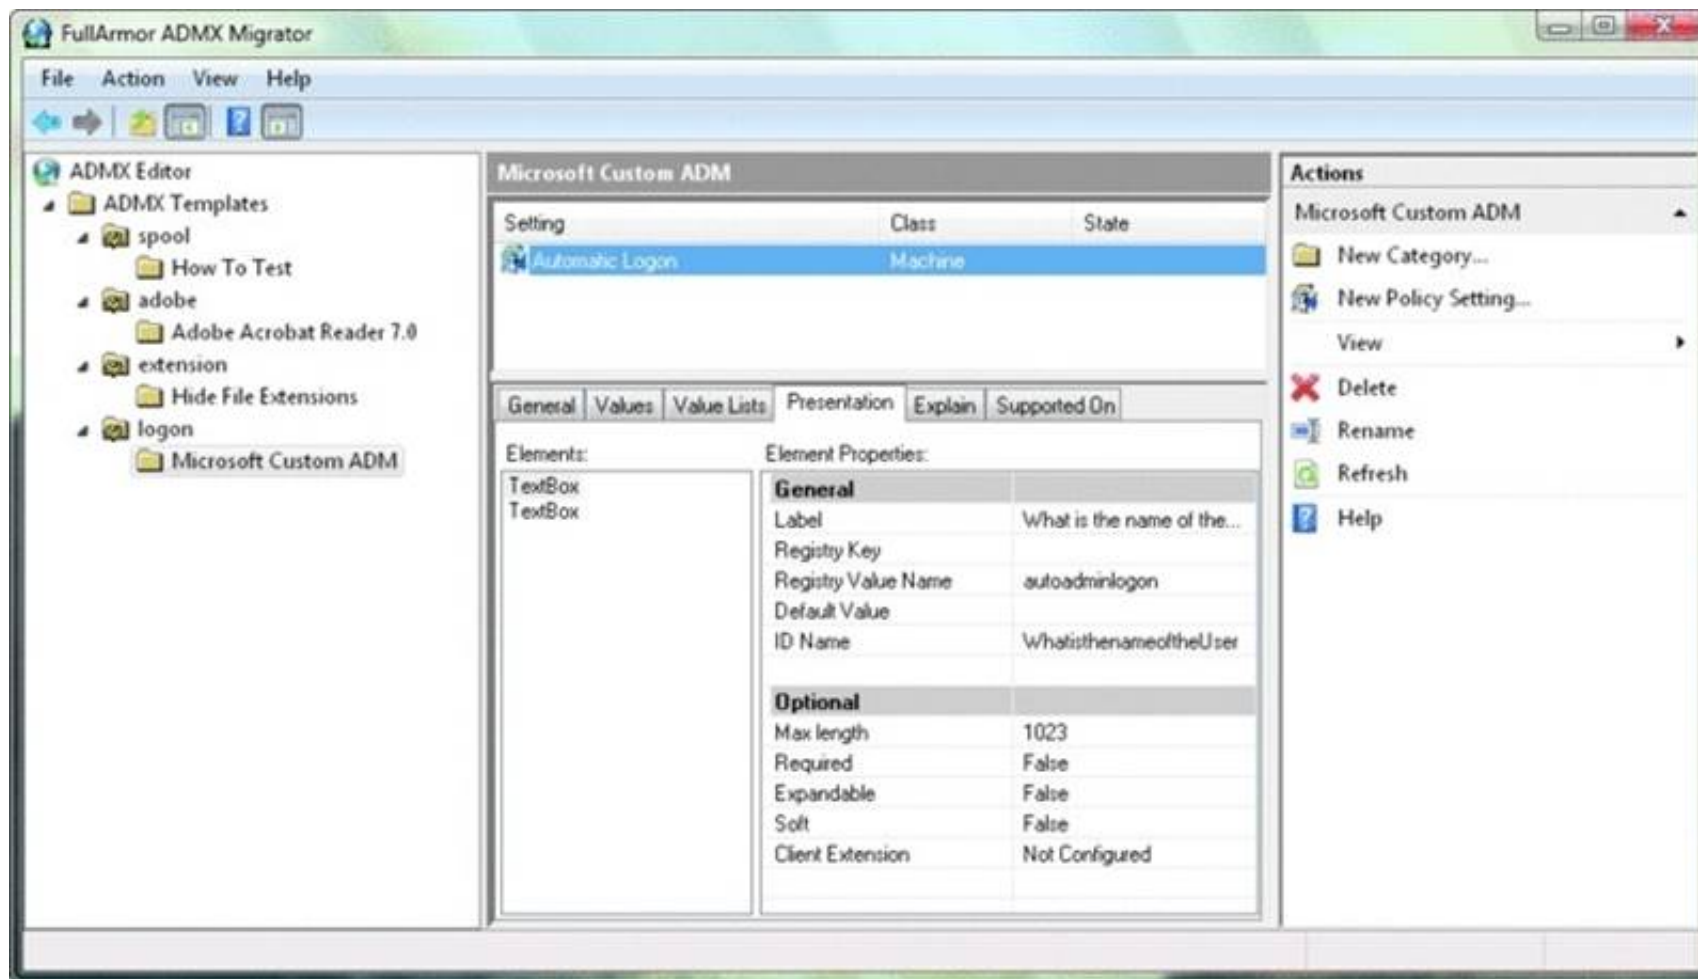 FullArmor ADMX Migrator
File Action View Help
ADMX Editor
ADMX Templates
spool
How To Test
adobe
Adobe Acrobat Reader 7.0
extension
Hide File Extensions
logon
Microsoft Custom ADM
Microsoft Custom ADM
Setting Class State
Automatic Logon Machine
General Values Value Lists Presentation Explain Supported On
Elements:
TextBox
TextBox
Element Properties:
General
Label What is the name of the...
Registry Key
Registry Value Name autoadminlogon
Default Value
ID Name WhatisthenameoftheUser
Optional
Max length 1023
Required False
Expandable False
Soft False
Client Extension Not Configured
Actions
Microsoft Custom ADM
New Category...
New Policy Setting...
View
Delete
Rename
Refresh
Help